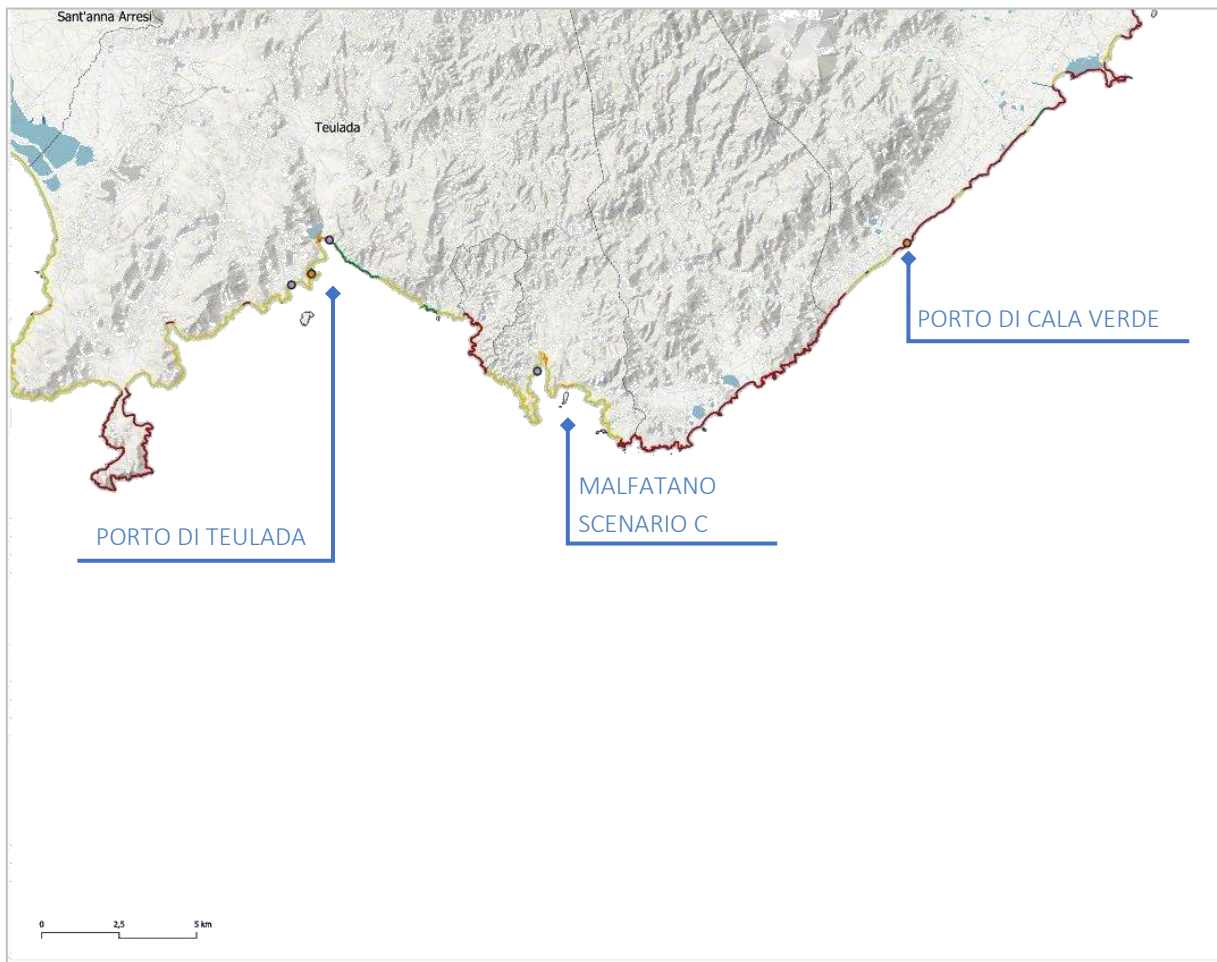 Sant'anna Arresi
Teulada
PORTO DI CALA VERDE
MALFATANO
SCENARIO C
PORTO DI TEULADA
0 2,5 5 km